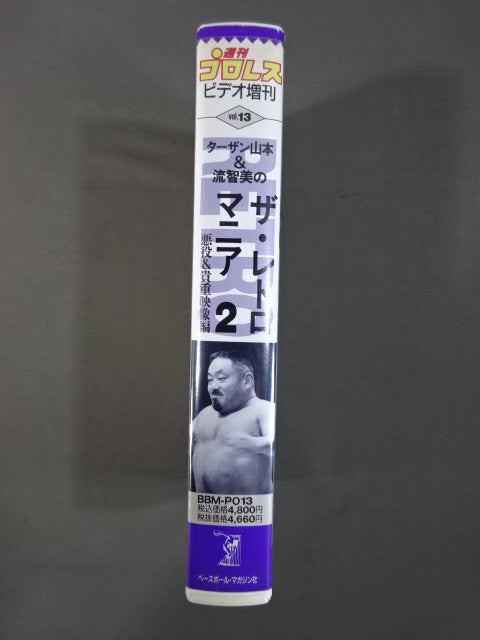 週刊
プロレス
ビデオ増刊
vol.13
ターザン山本
&
流智美の
ザ・レトロ
マニア2
悪役&貴重映像編
RETRO
BBM-PO13
税込価格4,800円
税抜価格4,660円
ベースボール・マガジン社